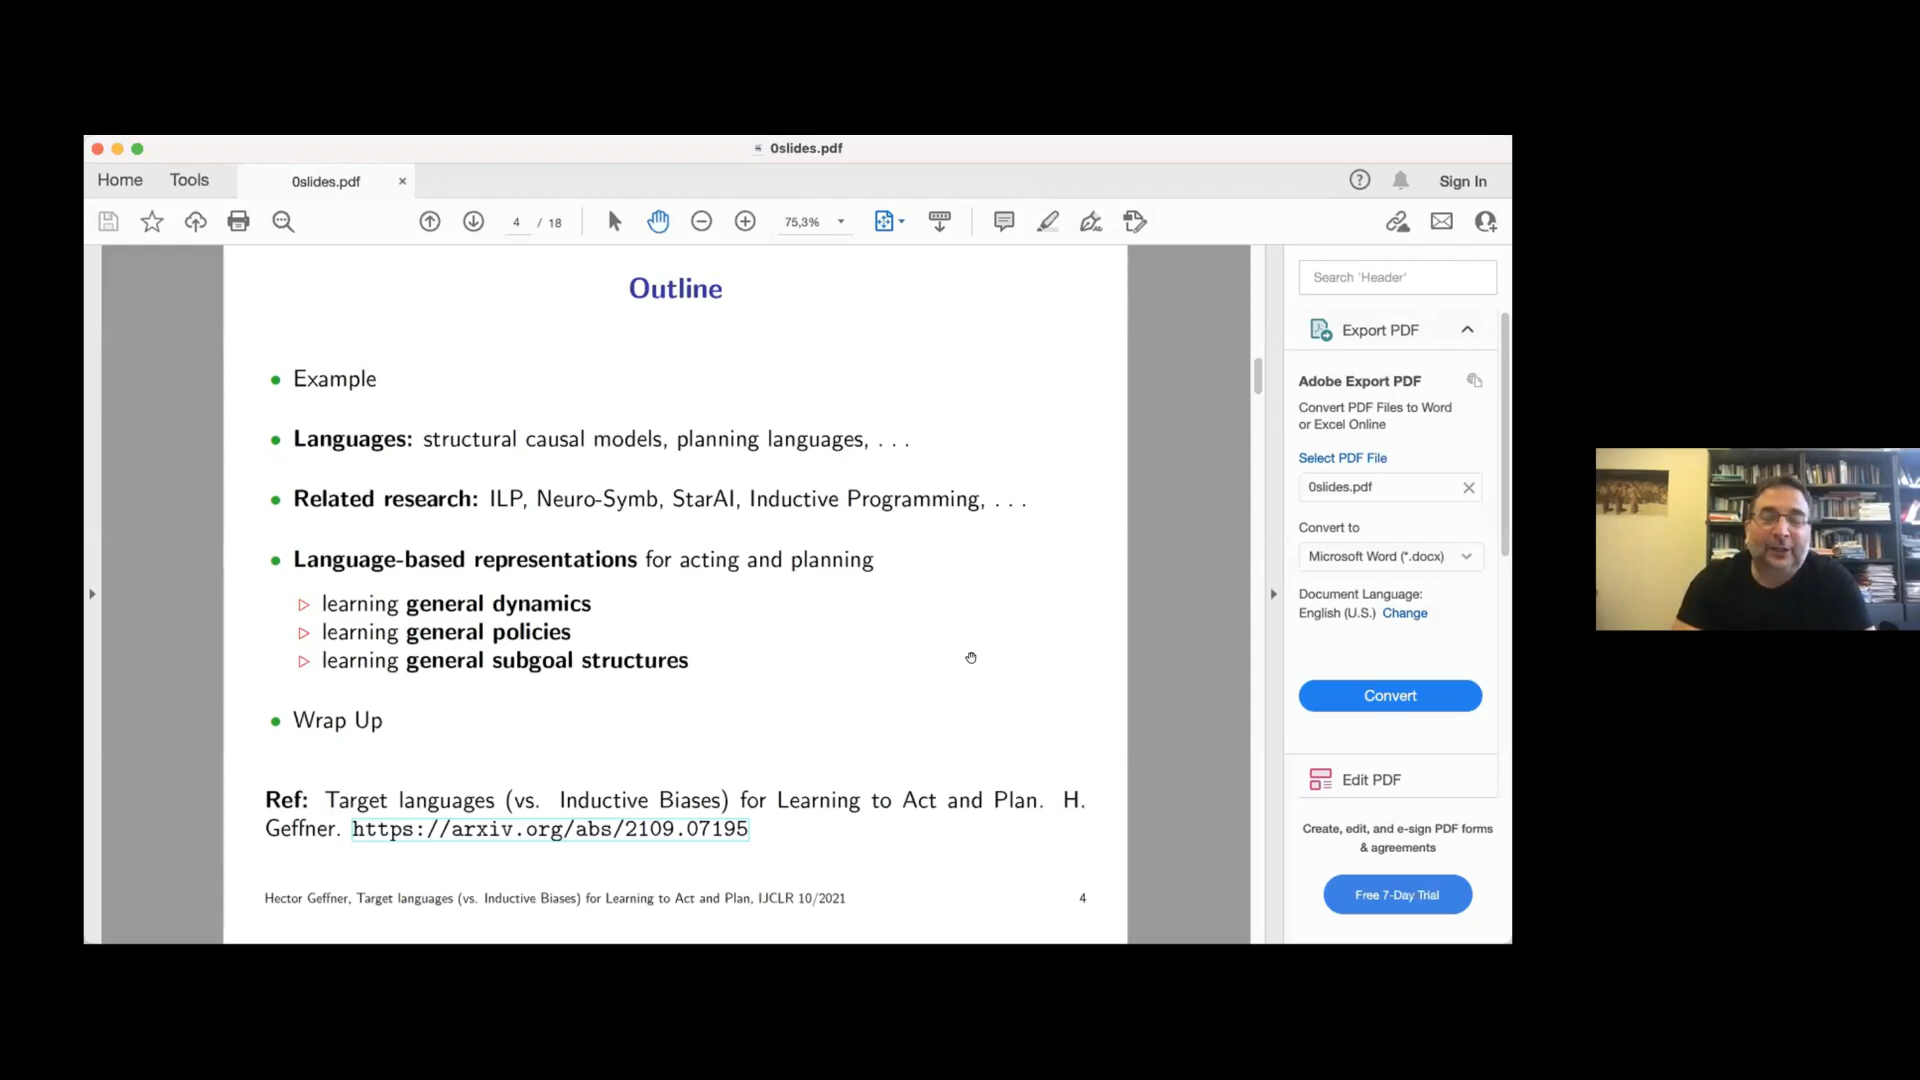 0slides.pdf
Home Tools 0slides.pdf × Sign In
4 / 18 75,3%
Outline
Example
Languages: structural causal models, planning languages, . . .
Related research: ILP, Neuro-Symb, StarAI, Inductive Programming, . . .
Language-based representations for acting and planning
▷ learning general dynamics
▷ learning general policies
▷ learning general subgoal structures
Wrap Up
Ref: Target languages (vs. Inductive Biases) for Learning to Act and Plan. H.
Geffner. https://arxiv.org/abs/2109.07195
Hector Geffner, Target languages (vs. Inductive Biases) for Learning to Act and Plan, IJCLR 10/2021 4
Search 'Header'
Export PDF
Adobe Export PDF
Convert PDF Files to Word
or Excel Online
Select PDF File
0slides.pdf
Convert to
Microsoft Word (*.docx)
Document Language:
English (U.S.) Change
Convert
Edit PDF
Create, edit, and e-sign PDF forms
& agreements
Free 7-Day Trial